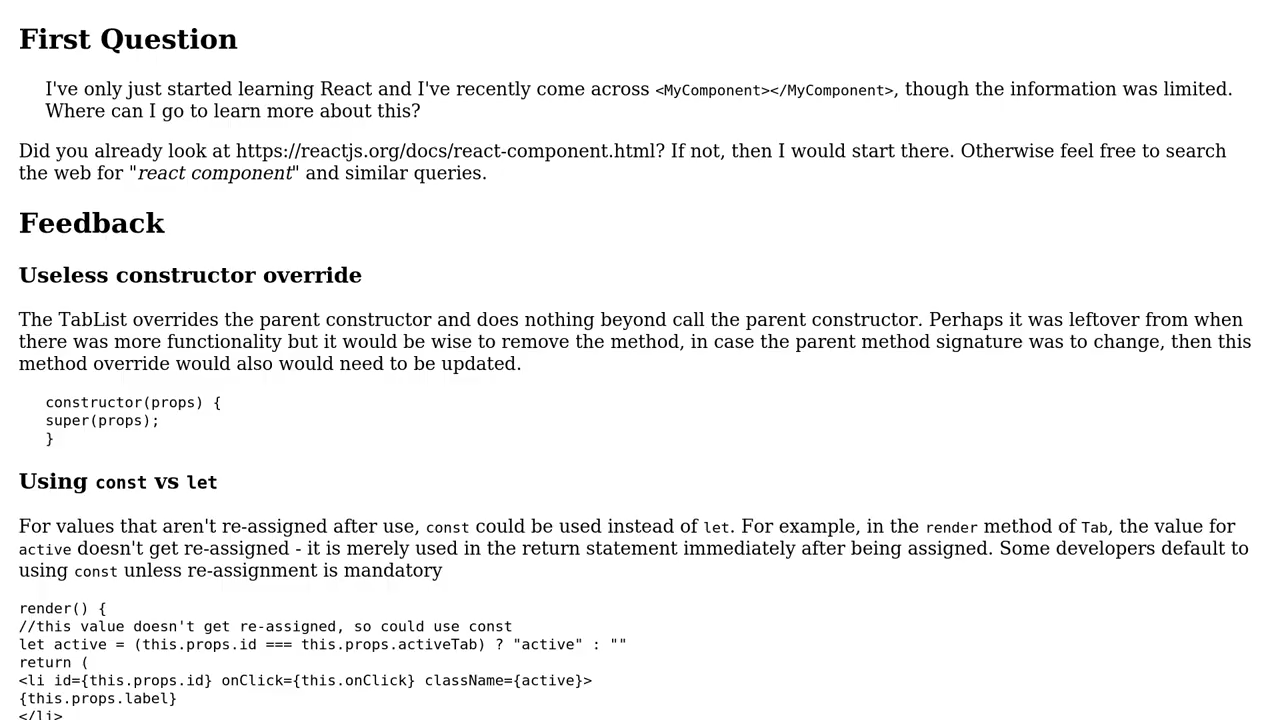 First Question
I've only just started learning React and I've recently come across <MyComponent></MyComponent>, though the information was limited.
Where can I go to learn more about this?
Did you already look at https://reactjs.org/docs/react-component.html? If not, then I would start there. Otherwise feel free to search
the web for "react component" and similar queries.
Feedback
Useless constructor override
The TabList overrides the parent constructor and does nothing beyond call the parent constructor. Perhaps it was leftover from when
there was more functionality but it would be wise to remove the method, in case the parent method signature was to change, then this
method override would also would need to be updated.
constructor(props) {
super(props);
}
Using const vs let
For values that aren't re-assigned after use, const could be used instead of let. For example, in the render method of Tab, the value for
active doesn't get re-assigned - it is merely used in the return statement immediately after being assigned. Some developers default to
using const unless re-assignment is mandatory
render() {
//this value doesn't get re-assigned, so could use const
let active = (this.props.id === this.props.activeTab) ? "active" : ""
return (
<li id={this.props.id} onClick={this.onClick} className={active}>
{this.props.label}
</li>